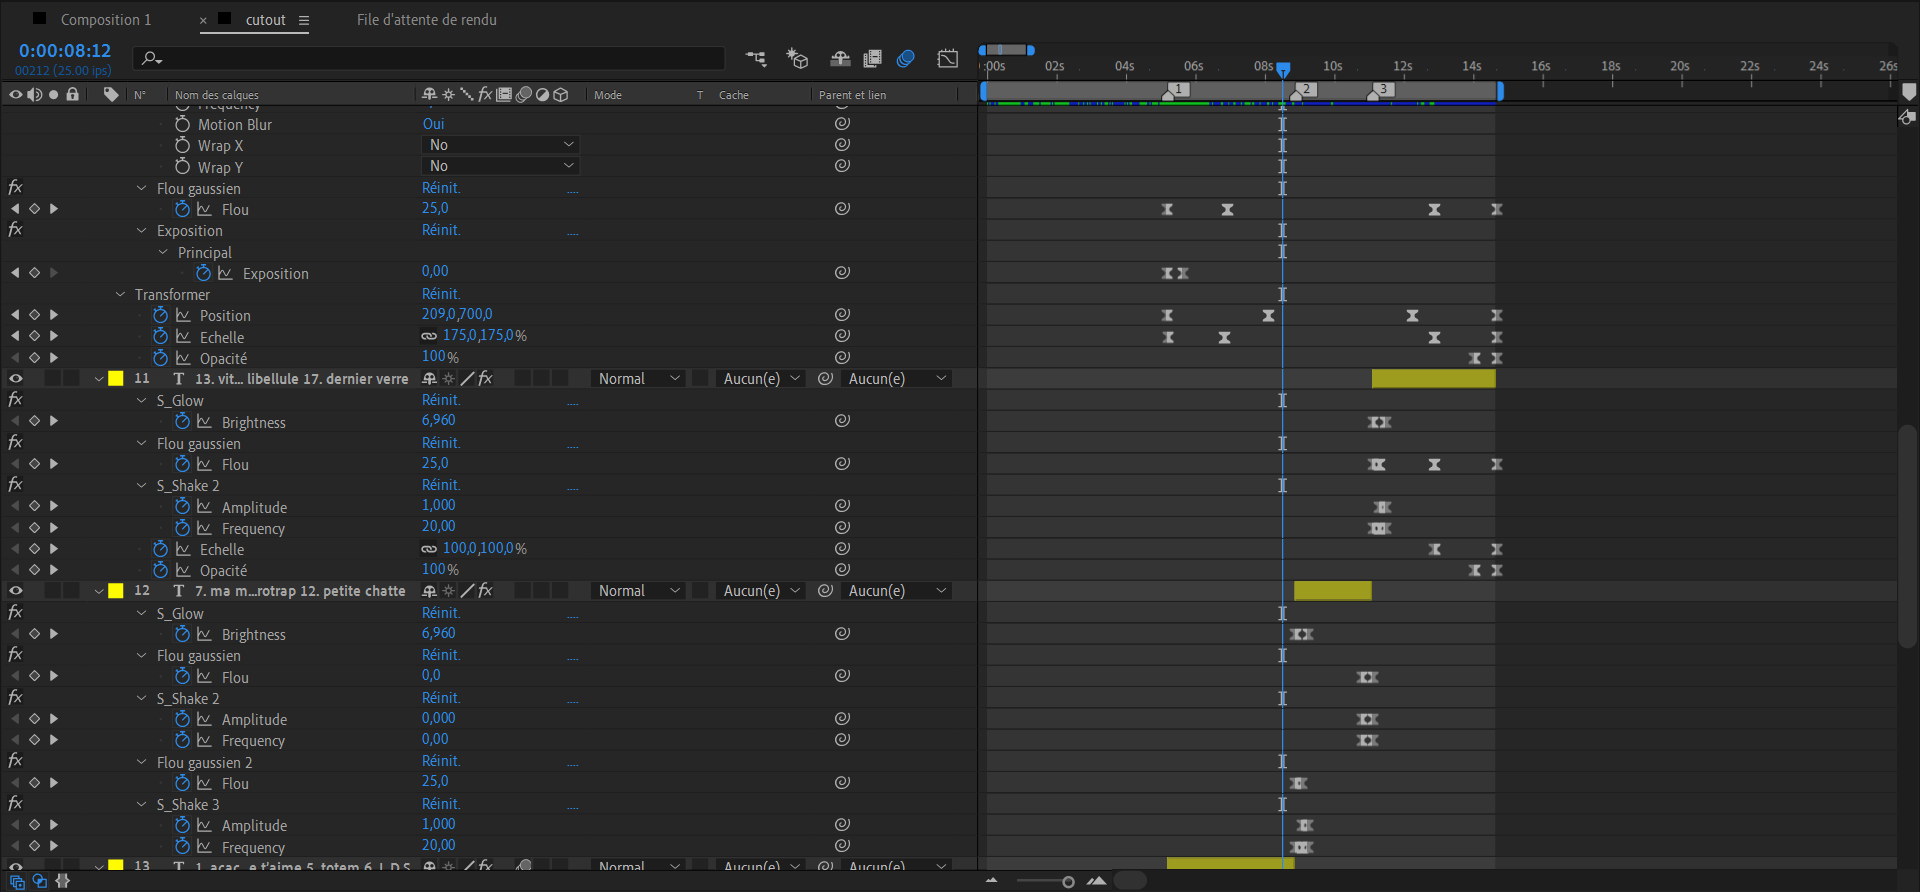 Composition 1 × cutout File d'attente de rendu
0:00:08:12
00212 (25.00 ips)
:00s 02s 04s 06s 08s 10s 12s 14s 16s 18s 20s 22s 24s 26s
N° Nom des calques fx Mode T Cache Parent et lien 1 2 3
Frequency
Motion Blur Oui
Wrap X No
Wrap Y No
fx Flou gaussien Réinit. ....
Flou 25,0
fx Exposition Réinit. ....
Principal
Exposition 0,00
Transformer Réinit.
Position 209,0,700,0
Echelle 175,0,175,0%
Opacité 100%
11 T 13. vit... libellule 17. dernier verre fx Normal Aucun(e) Aucun(e)
fx S_Glow Réinit. ....
Brightness 6,960
fx Flou gaussien Réinit. ....
Flou 25,0
fx S_Shake 2 Réinit. ....
Amplitude 1,000
Frequency 20,00
Echelle 100,0,100,0%
Opacité 100%
12 T 7. ma m...rotrap 12. petite chatte fx Normal Aucun(e) Aucun(e)
fx S_Glow Réinit. ....
Brightness 6,960
fx Flou gaussien Réinit. ....
Flou 0,0
fx S_Shake 2 Réinit. ....
Amplitude 0,000
Frequency 0,00
fx Flou gaussien 2 Réinit. ....
Flou 25,0
fx S_Shake 3 Réinit. ....
Amplitude 1,000
Frequency 20,00
13 T 1. acac...e t'aime 5. totem 6. L.D.S fx Normal Aucun(e) Aucun(e)